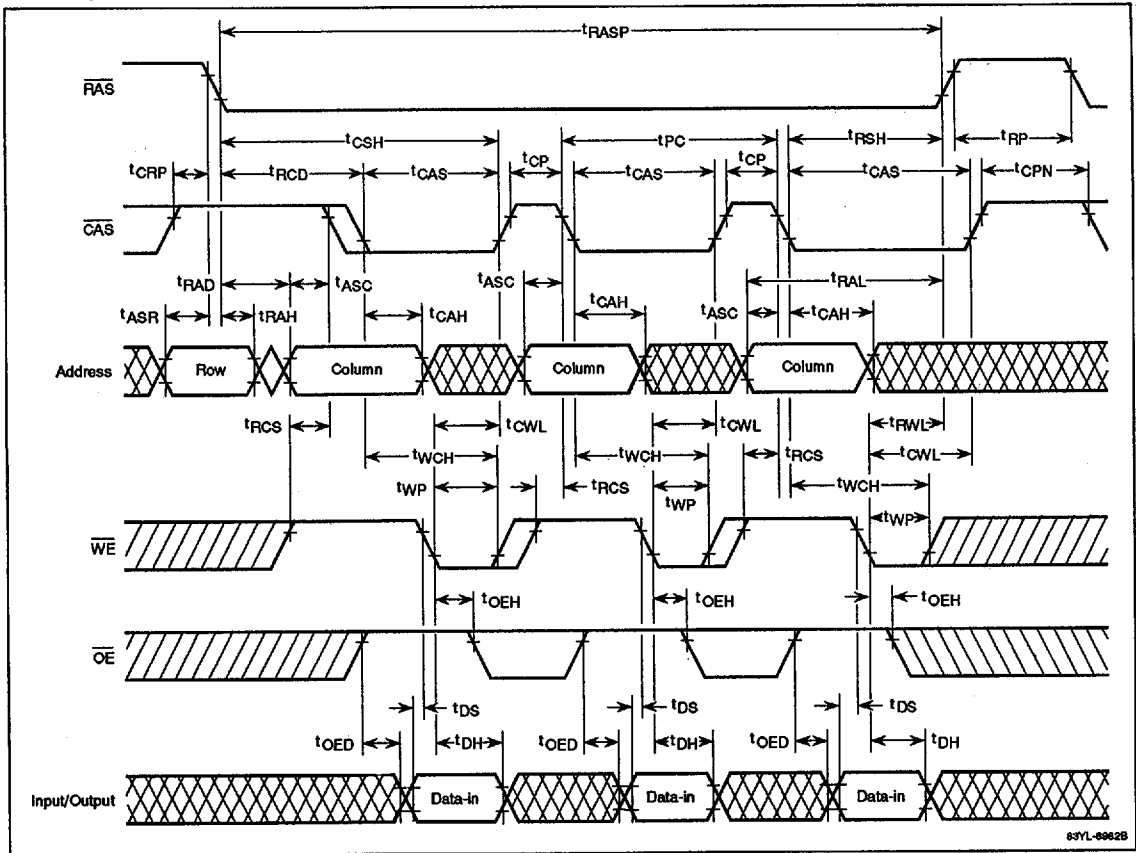 tRASP
RAS
tCSH tPC tRSH tRP
tCRP tRCD tCAS tCP tCAS tCP tCAS tCPN
CAS
tRAD tASC tASC tCAH tRAL
tASR tRAH tCAH tASC tCAH
Address Row Column Column Column
tRCS tCWL tCWL tRWL
tWCH tWCH tRCS tCWL
tWP tRCS tWP tWCH
tWP
WE
tOEH tOEH tOEH
OE
tDS tDS tDS
tOED tDH tOED tDH tOED tDH
Input/Output Data-in Data-in Data-in
83YL-6962B